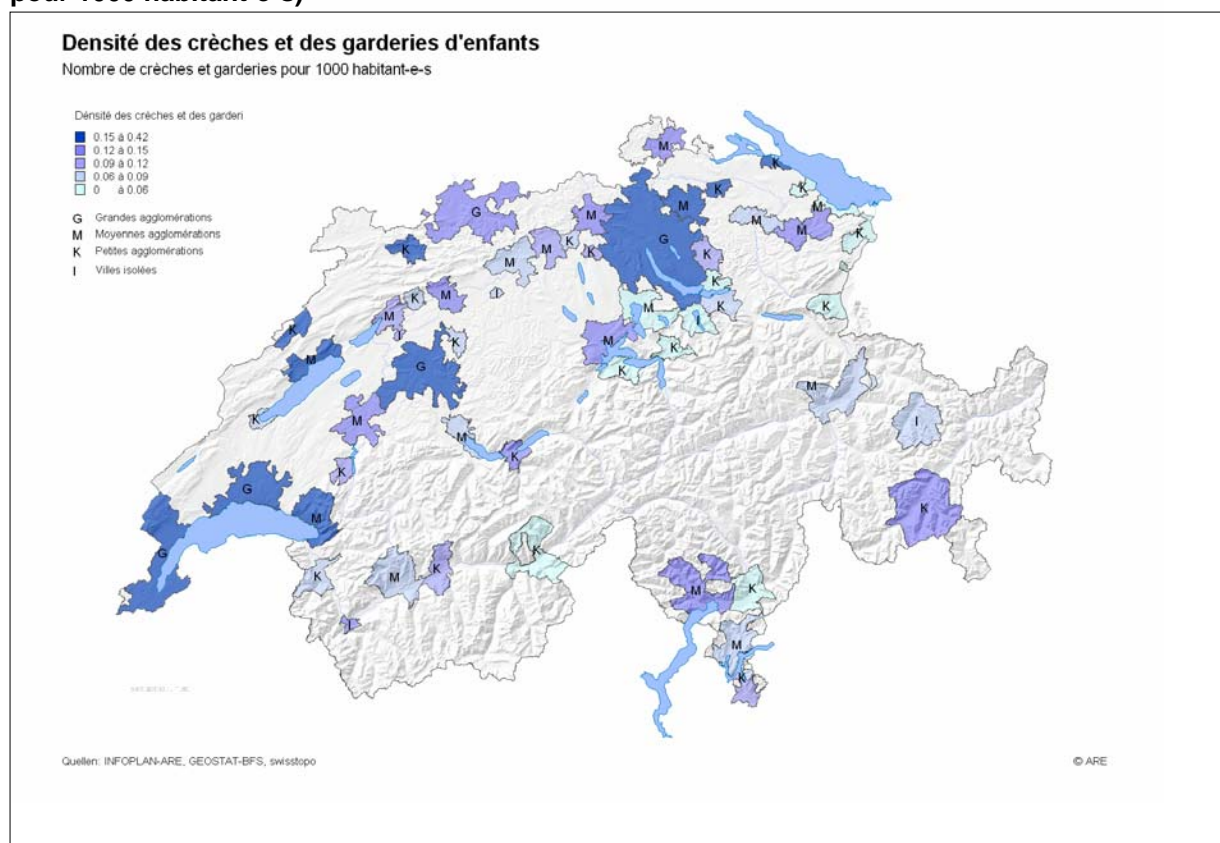 pour 1000 habitant-e-s)
Densité des crèches et des garderies d'enfants
Nombre de crèches et garderies pour 1000 habitant-e-s
Dénsité des crèches et des garderi
0.15 à 0.42
0.12 à 0.15
0.09 à 0.12
0.06 à 0.09
0 à 0.06
G Grandes agglomérations
M Moyennes agglomérations
K Petites agglomérations
I Villes isolées
M
K
K
K
M
M
G
M
M
M
K
G
K
K
M
K
M
K
K
K
M
I
K
M
K
M
K
M
I
K
I
K
M
K
K
M
K
G
M
I
K
M
M
K
K
G
K
M
G
K
K
M
K
M
K
I
M
K
Quellen: INFOPLAN-ARE, GEOSTAT-BFS, swisstopo
© ARE